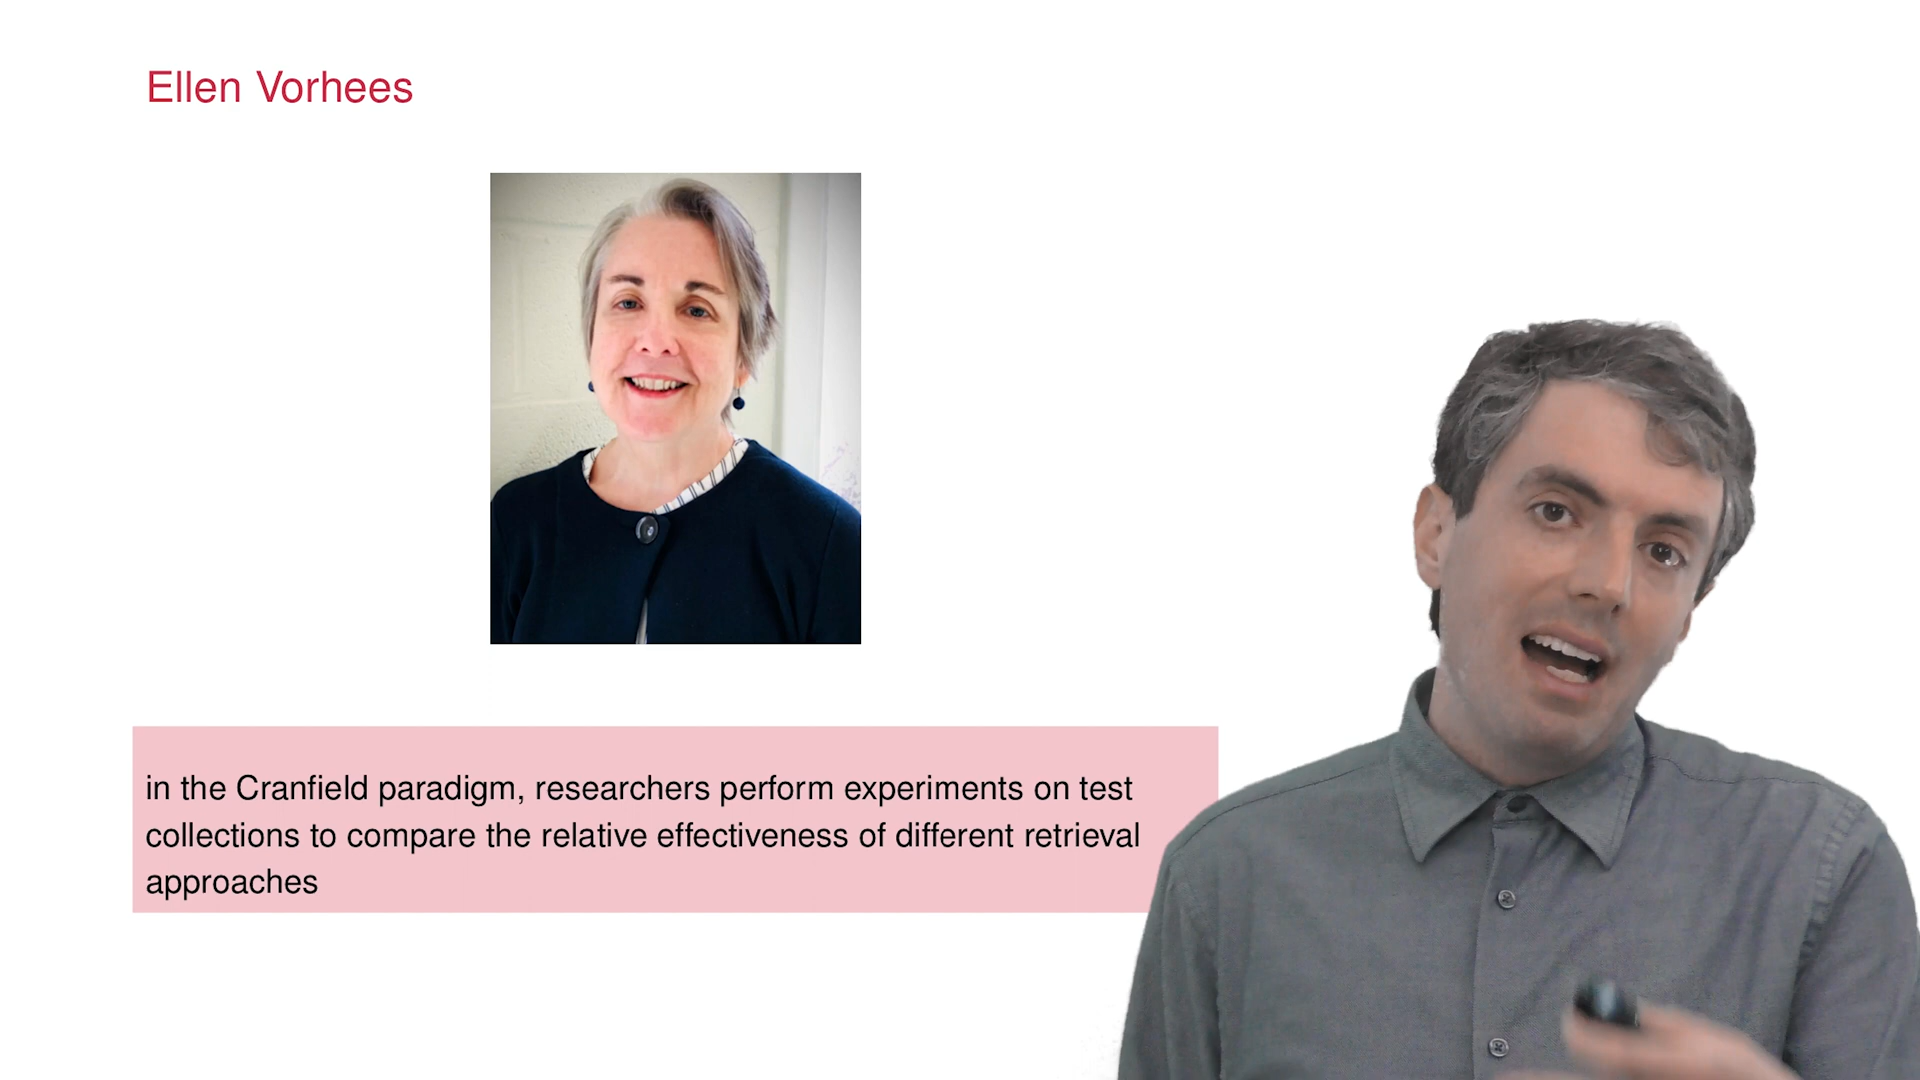 Ellen Vorhees
in the Cranfield paradigm, researchers perform experiments on test
collections to compare the relative effectiveness of different retrieval
approaches